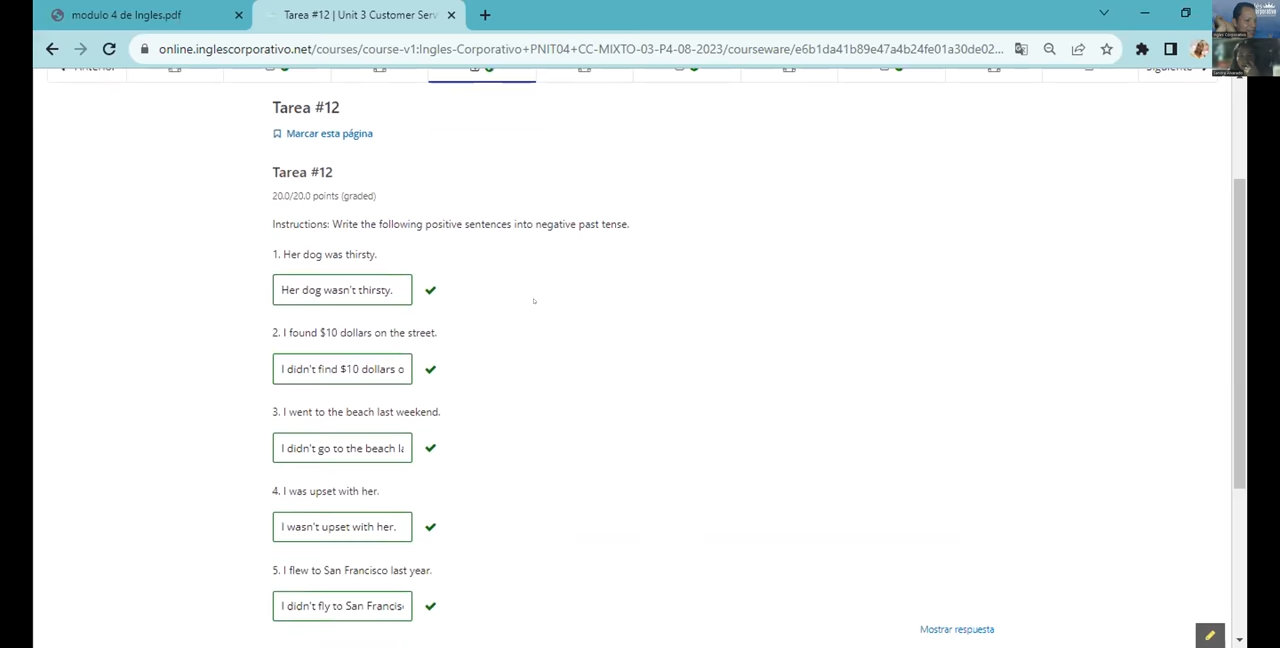 modulo 4 de Ingles.pdf
Tarea #12 | Unit 3 Customer Serv
online.inglescorporativo.net/courses/course-v1:Ingles-Corporativo+PNIT04+CC-MIXTO-03-P4-08-2023/courseware/e6b1da41b89e47a4b24fe01a30de02...
Tarea #12
Marcar esta página
Tarea #12
20.0/20.0 points (graded)
Instructions: Write the following positive sentences into negative past tense.
1. Her dog was thirsty.
Her dog wasn't thirsty.
2. I found $10 dollars on the street.
I didn't find $10 dollars o
3. I went to the beach last weekend.
I didn't go to the beach la
4. I was upset with her.
I wasn't upset with her.
5. I flew to San Francisco last year.
I didn't fly to San Francis
Mostrar respuesta